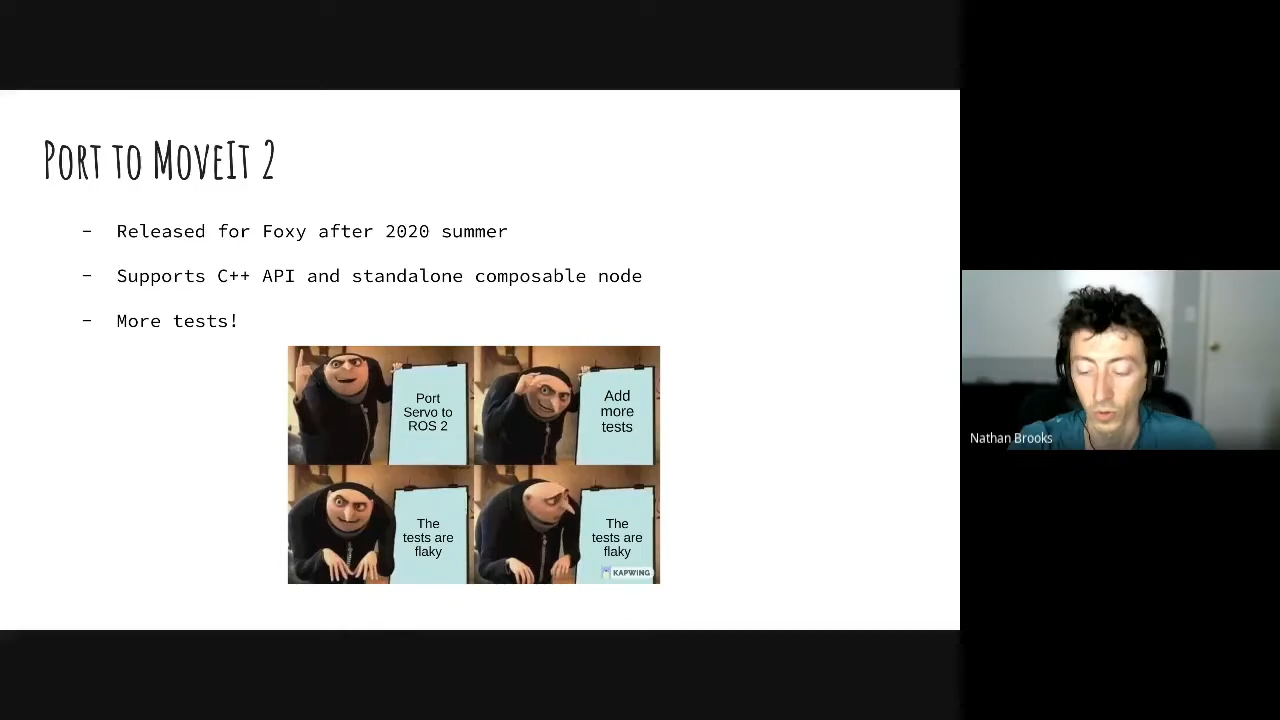 Port to MoveIt 2
- Released for Foxy after 2020 summer
- Supports C++ API and standalone composable node
- More tests!
Port
Servo to
ROS 2
Add
more
tests
The
tests are
flaky
The
tests are
flaky
KAPWING
Nathan Brooks